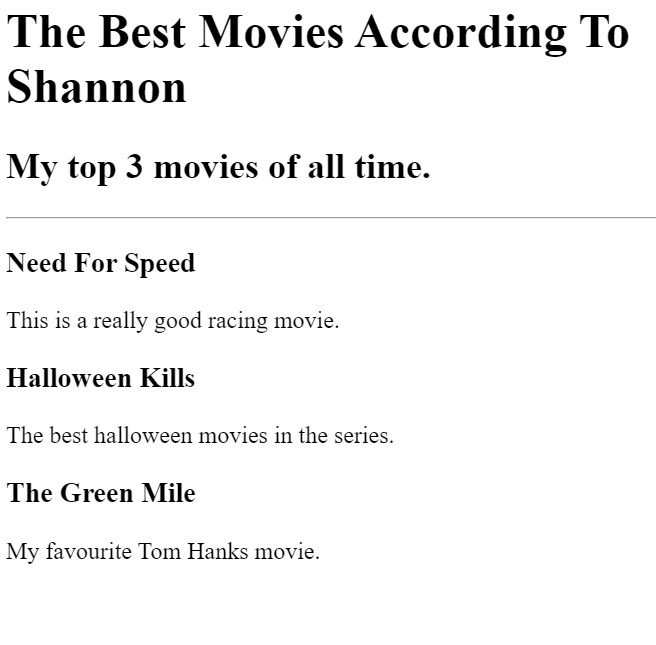 The Best Movies According To
Shannon
My top 3 movies of all time.
Need For Speed
This is a really good racing movie.
Halloween Kills
The best halloween movies in the series.
The Green Mile
My favourite Tom Hanks movie.